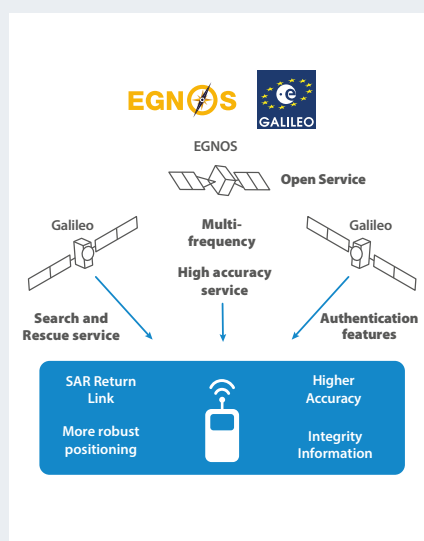 EGNOS
GALILEO
EGNOS
Open Service
Galileo
Multi-
frequency
Galileo
High accuracy
service
Search and
Rescue service
Authentication
features
SAR Return
Link
Higher
Accuracy
More robust
positioning
Integrity
Information